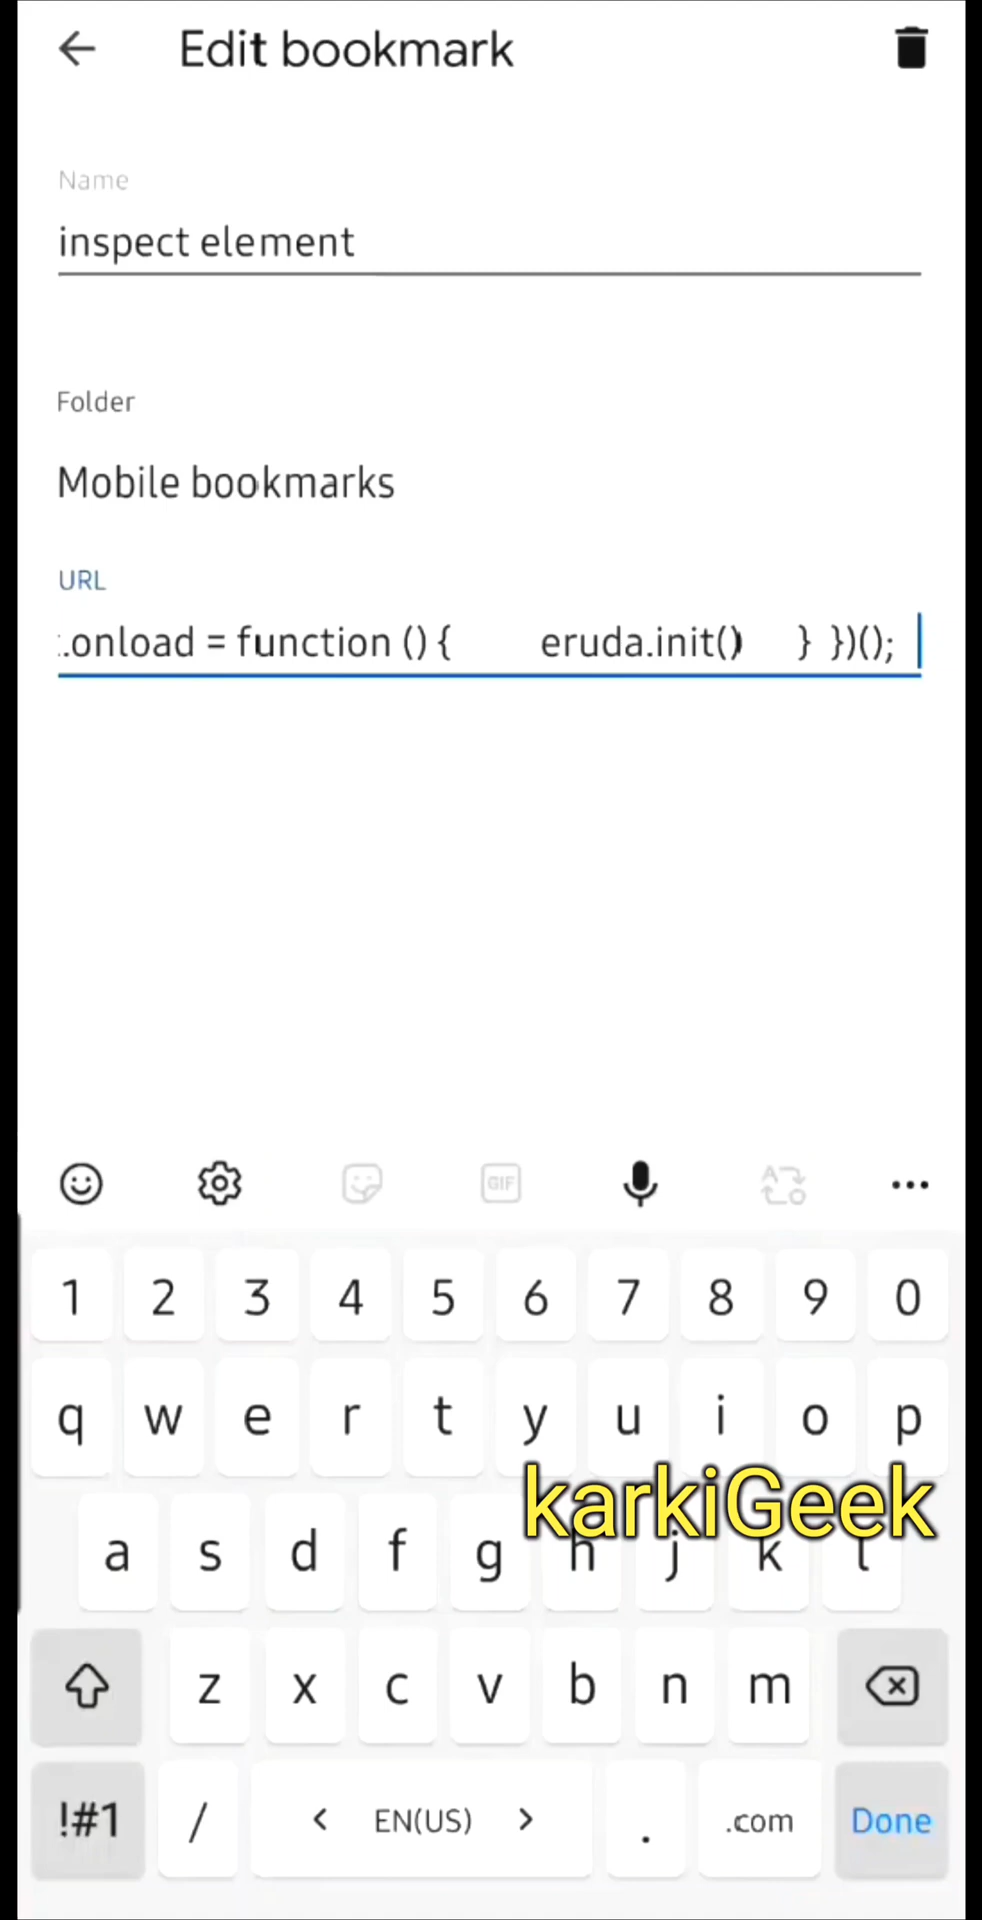 Edit bookmark
Name
inspect element
Folder
Mobile bookmarks
URL
.onload = function () { eruda.init() } })();
GIF
1 2 3 4 5 6 7 8 9 0
q w e r t y u i o p
karkiGeek
a s d f g h j k l
z x c v b n m
!#1 / < EN(US) > . .com Done